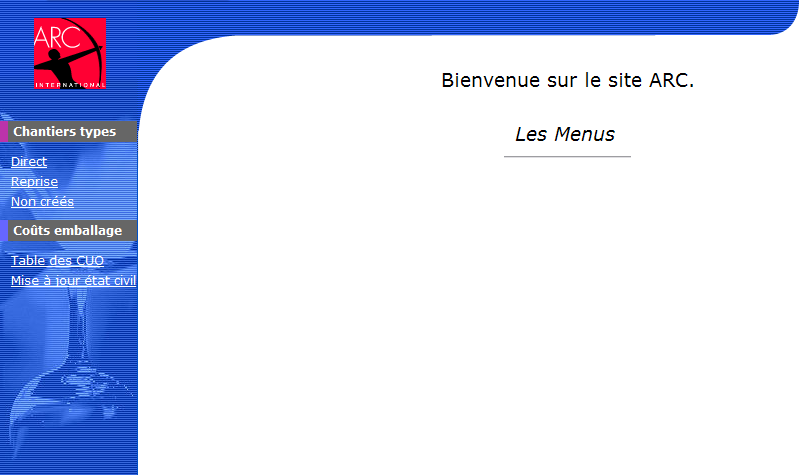 ARC
INTERNATIONAL
Chantiers types
Direct
Reprise
Non créés
Coûts emballage
Table des CUO
Mise à jour état civil
Bienvenue sur le site ARC.
Les Menus